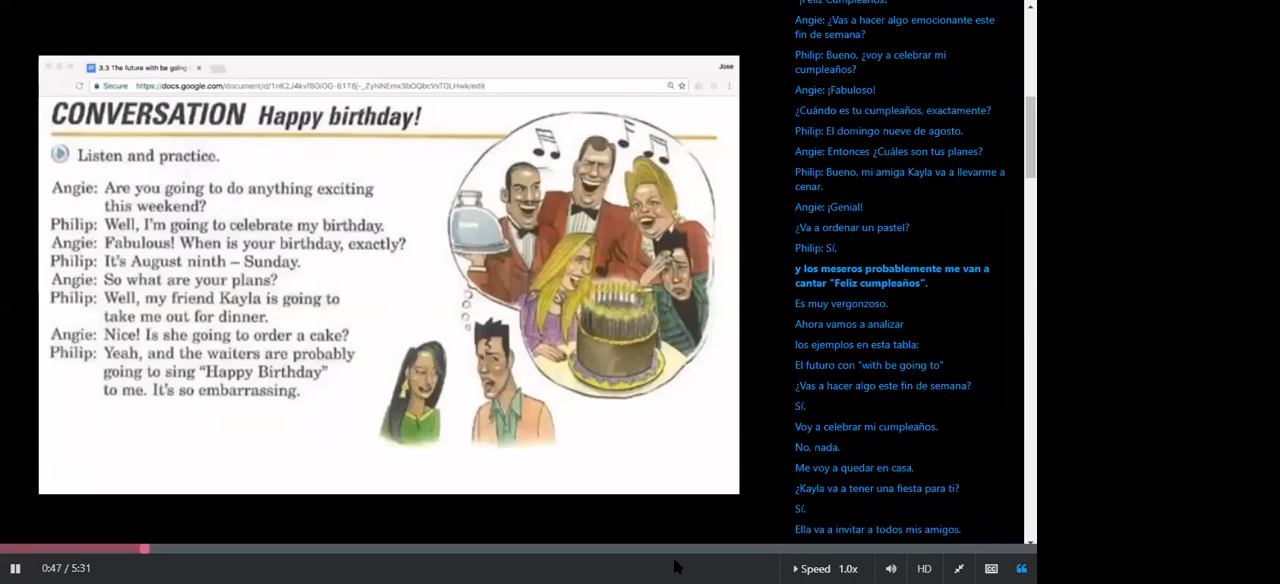 3.3 The future with be going
Jose
Secure
CONVERSATION Happy birthday!
Listen and practice.
Angie: Are you going to do anything exciting
this weekend?
Philip: Well, I'm going to celebrate my birthday.
Angie: Fabulous! When is your birthday, exactly?
Philip: It's August ninth – Sunday.
Angie: So what are your plans?
Philip: Well, my friend Kayla is going to
take me out for dinner.
Angie: Nice! Is she going to order a cake?
Philip: Yeah, and the waiters are probably
going to sing "Happy Birthday"
to me. It's so embarrassing.
¡Feliz Cumpleaños!
Angie: ¿Vas a hacer algo emocionante este
fin de semana?
Philip: Bueno, ¿voy a celebrar mi
cumpleaños?
Angie: ¡Fabuloso!
¿Cuándo es tu cumpleaños, exactamente?
Philip: El domingo nueve de agosto.
Angie: Entonces ¿Cuáles son tus planes?
Philip: Bueno, mi amiga Kayla va a llevarme a
cenar.
Angie: ¡Genial!
¿Va a ordenar un pastel?
Philip: Sí.
y los meseros probablemente me van a
cantar "Feliz cumpleaños".
Es muy vergonzoso.
Ahora vamos a analizar
los ejemplos en esta tabla:
El futuro con "with be going to"
¿Vas a hacer algo este fin de semana?
Sí.
Voy a celebrar mi cumpleaños.
No, nada.
Me voy a quedar en casa.
¿Kayla va a tener una fiesta para ti?
Sí.
Ella va a invitar a todos mis amigos.
0:47 / 5:31
Speed 1.0x
HD
CC